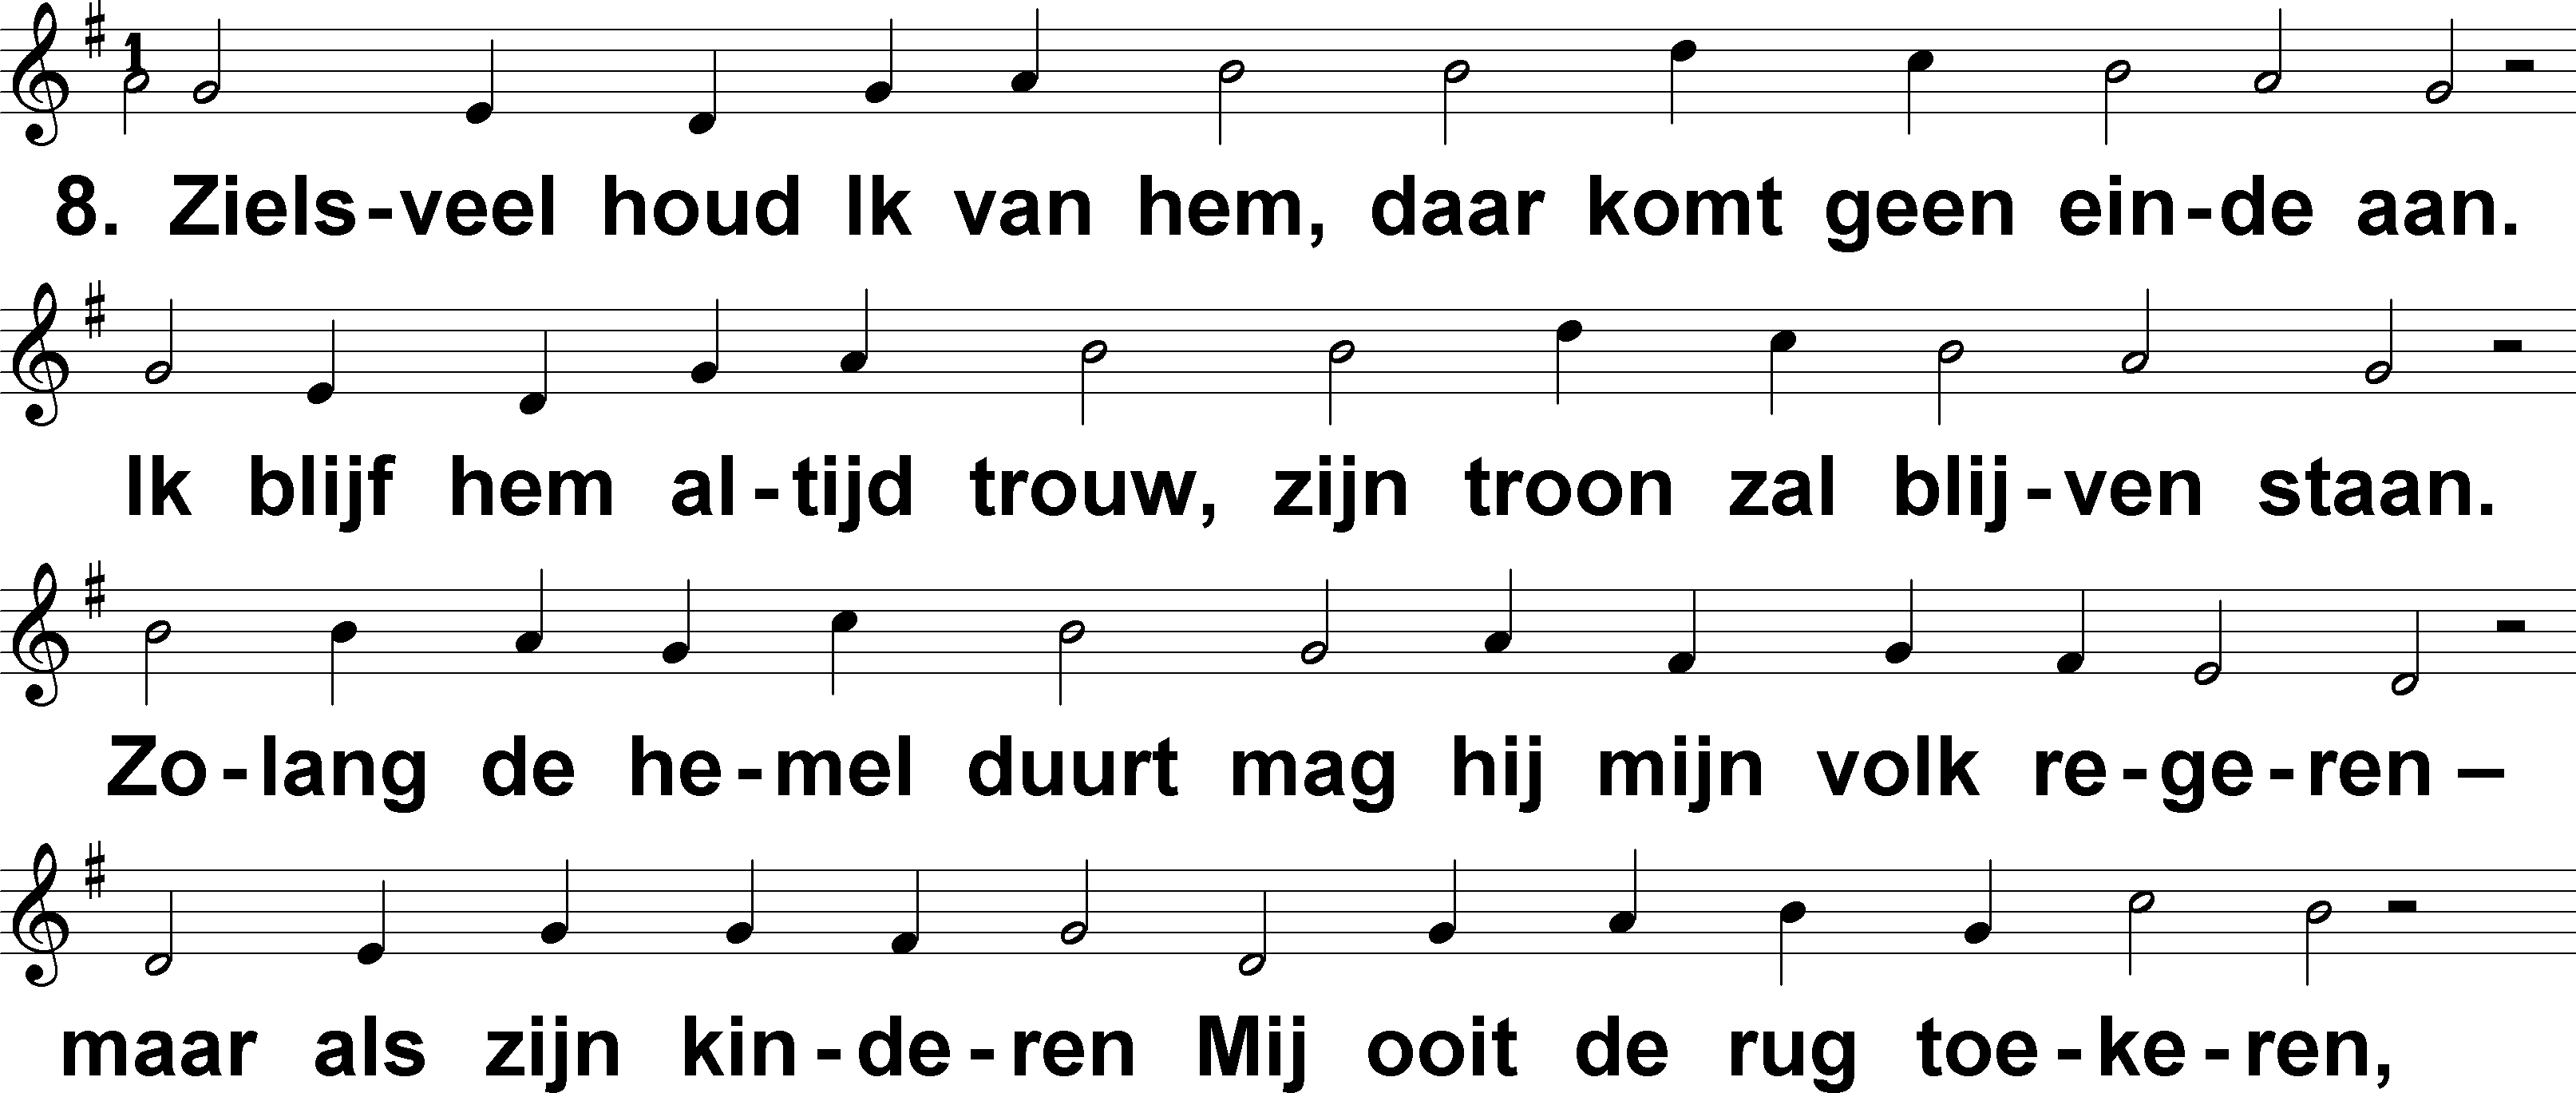 1
8. Ziels-veel houd Ik van hem, daar komt geen ein-de aan.
Ik blijf hem al-tijd trouw, zijn troon zal blij-ven staan.
Zo-lang de he-mel duurt mag hij mijn volk re-ge-ren –
maar als zijn kin-de-ren Mij ooit de rug toe-ke-ren,